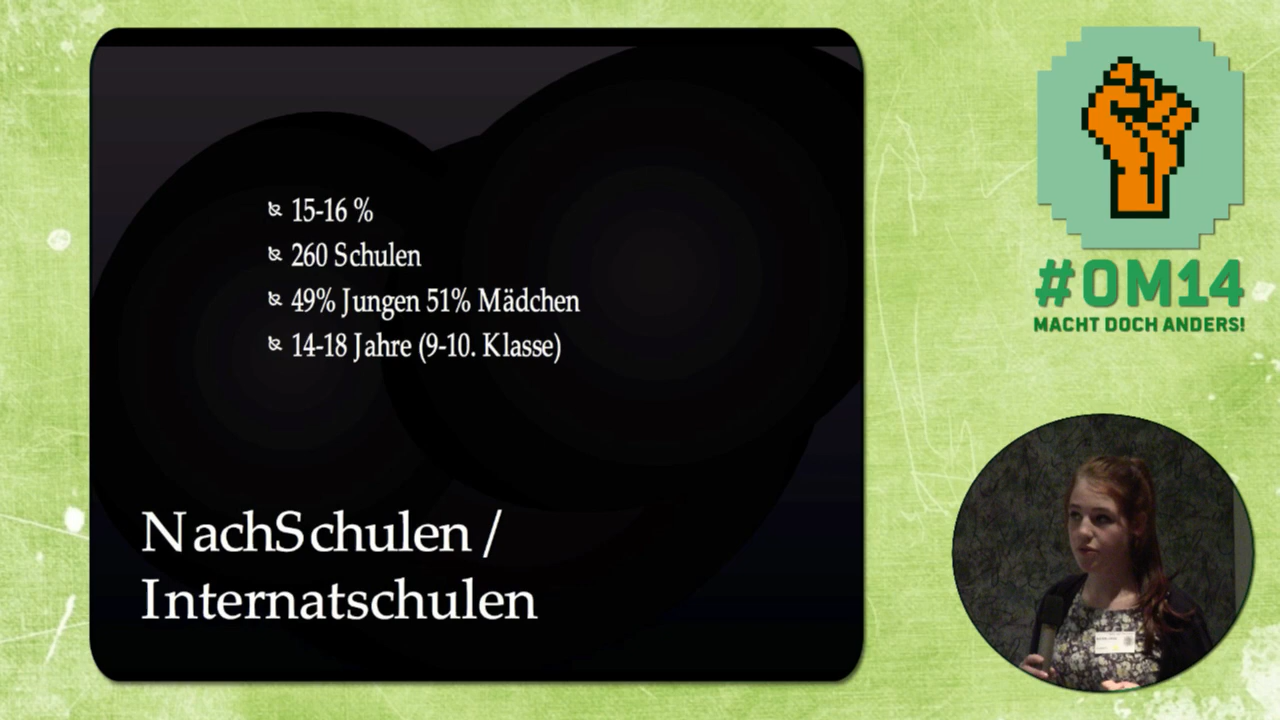 15-16 %
260 Schulen
49% Jungen 51% Mädchen
14-18 Jahre (9-10. Klasse)
NachSchulen /
Internatschulen
#OM14
MACHT DOCH ANDERS!